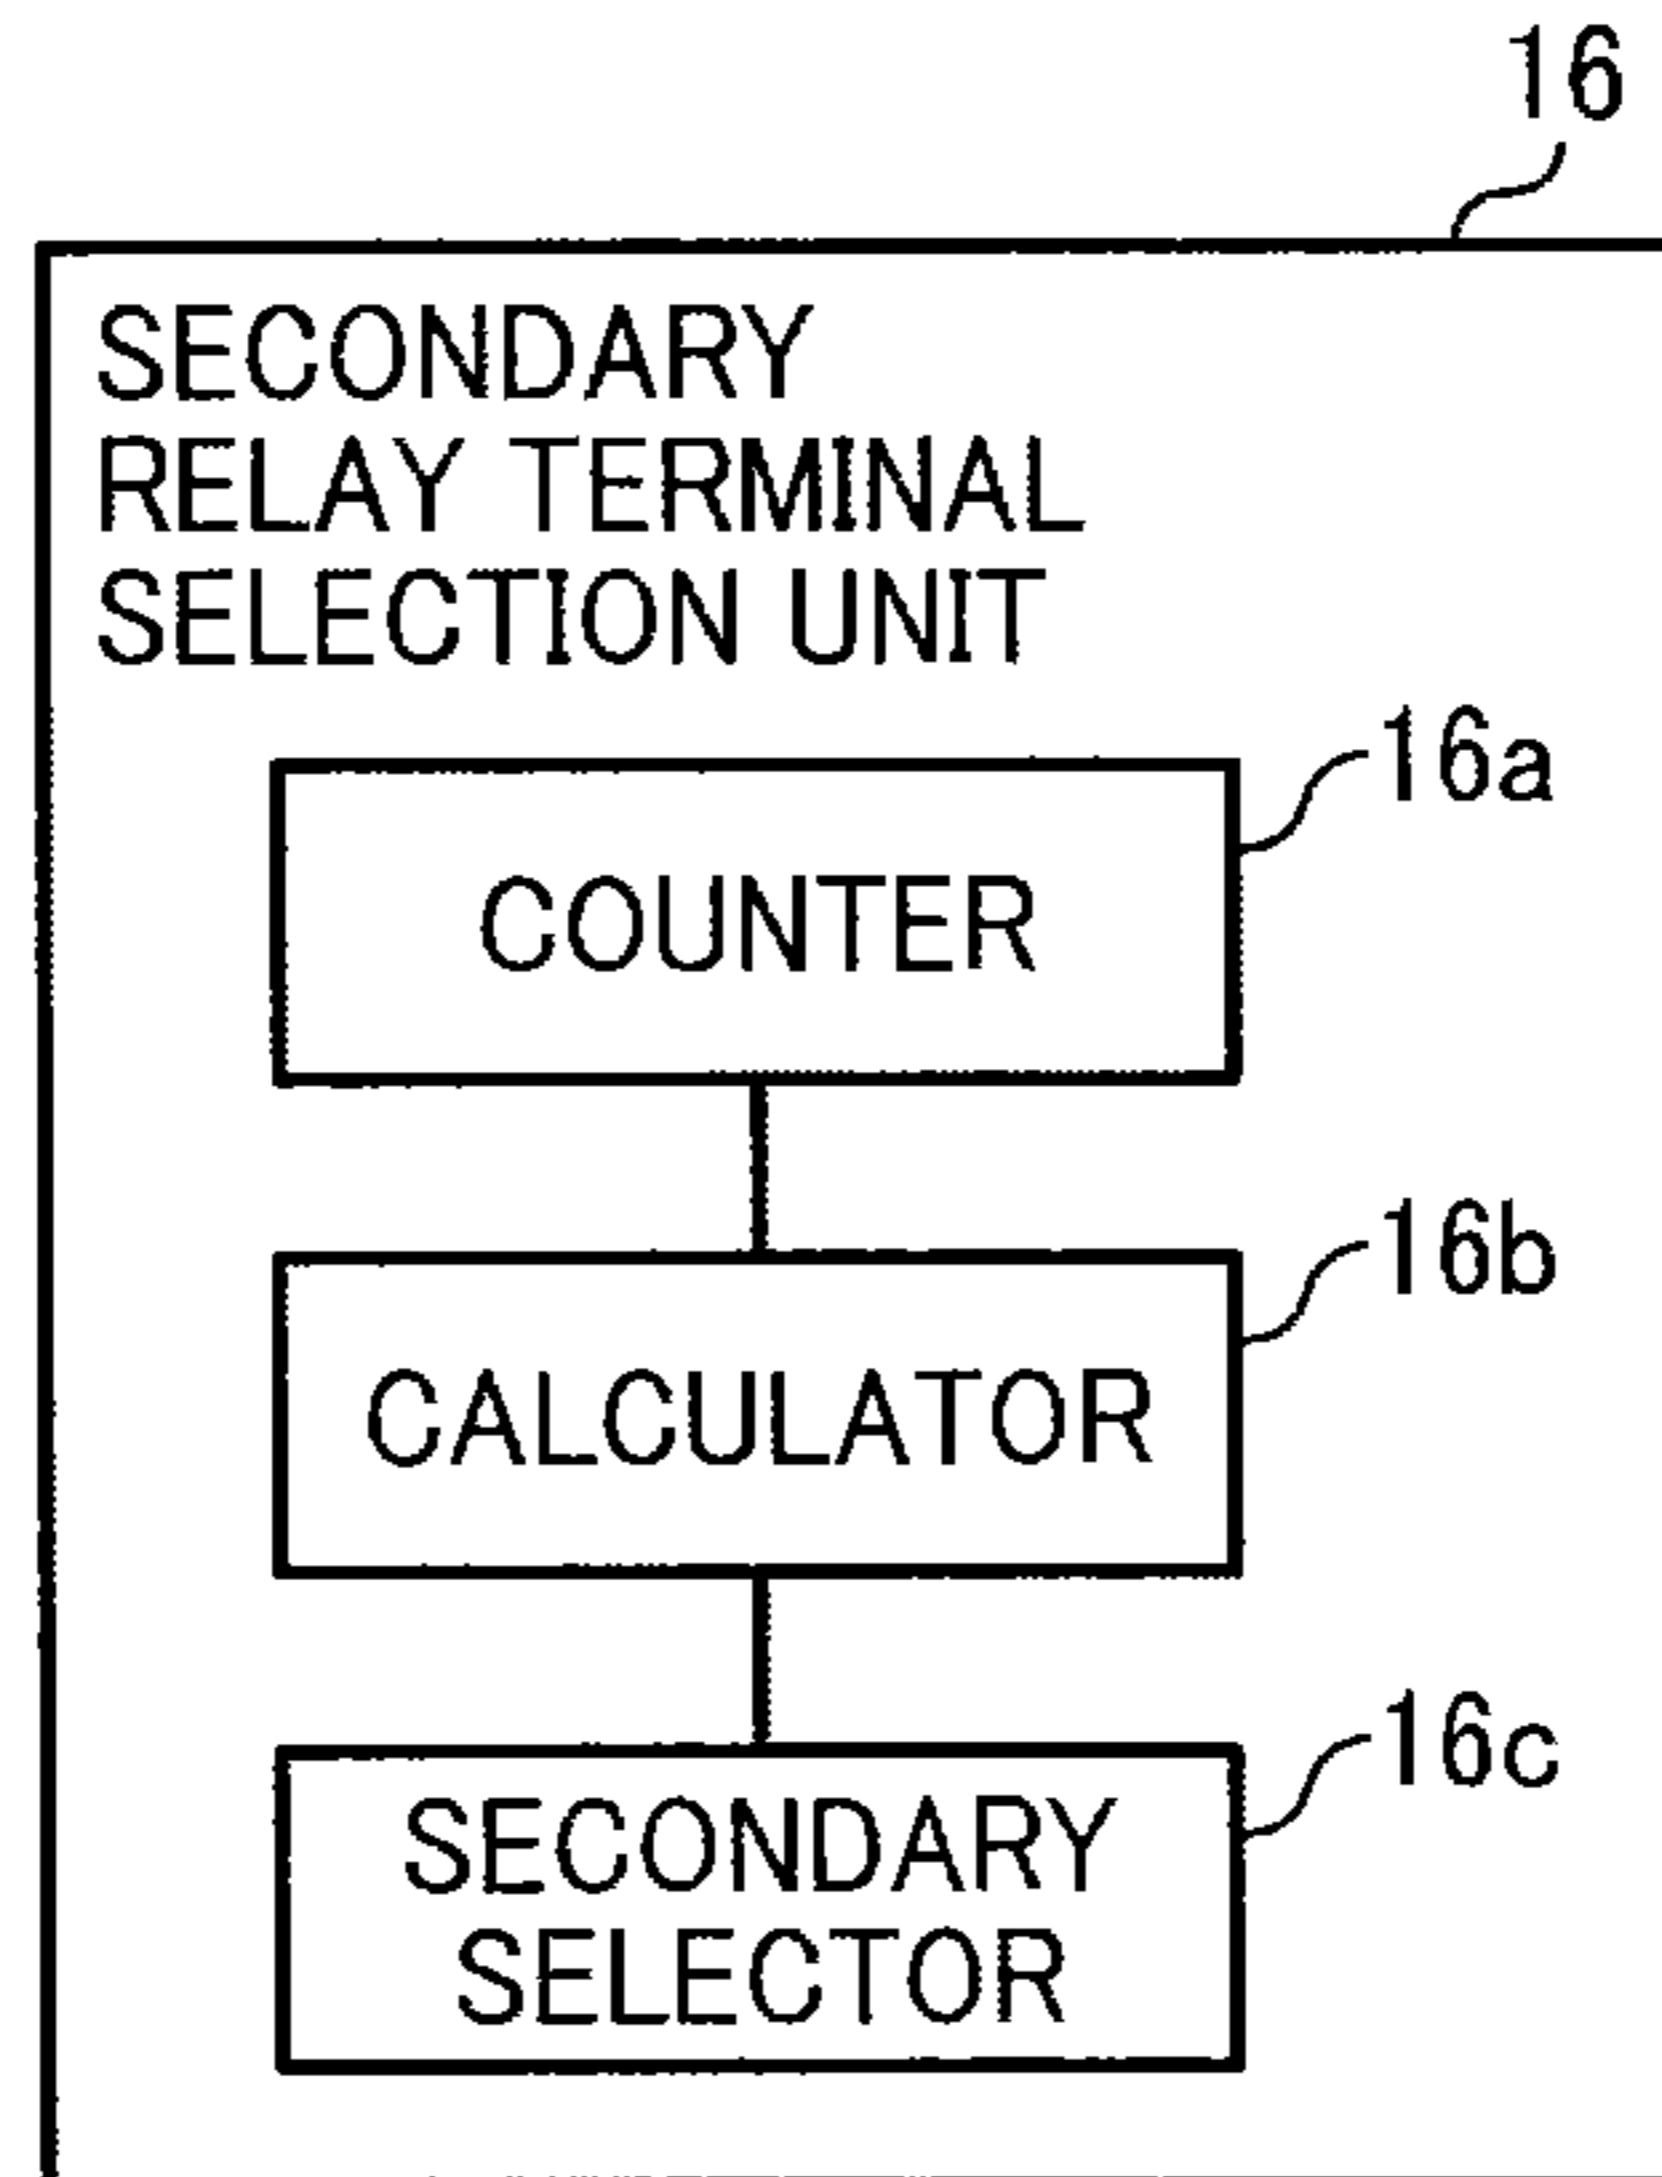 16
SECONDARY
RELAY TERMINAL
SELECTION UNIT
16a
COUNTER
16b
CALCULATOR
16c
SECONDARY
SELECTOR